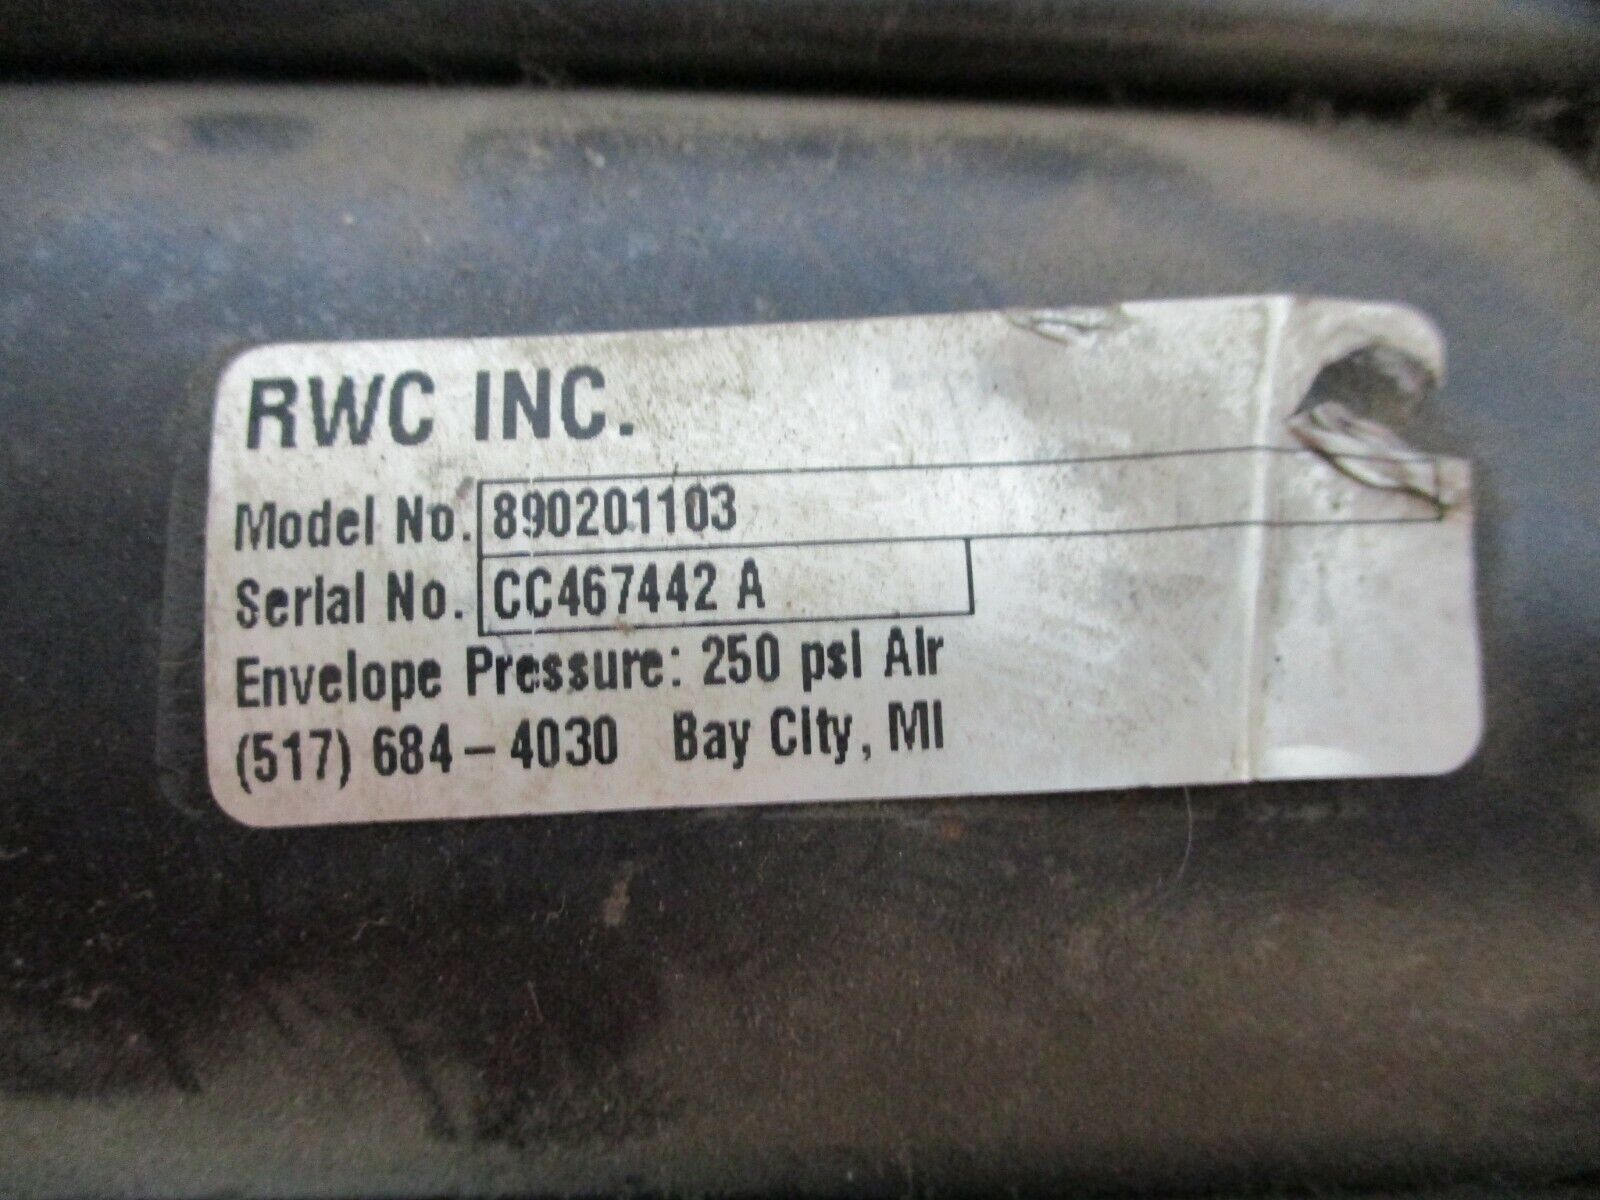 RWC INC.
Model No. 890201103
Serial No. CC467442 A
Envelope Pressure: 250 psi Air
(517) 684-4030 Bay City, MI